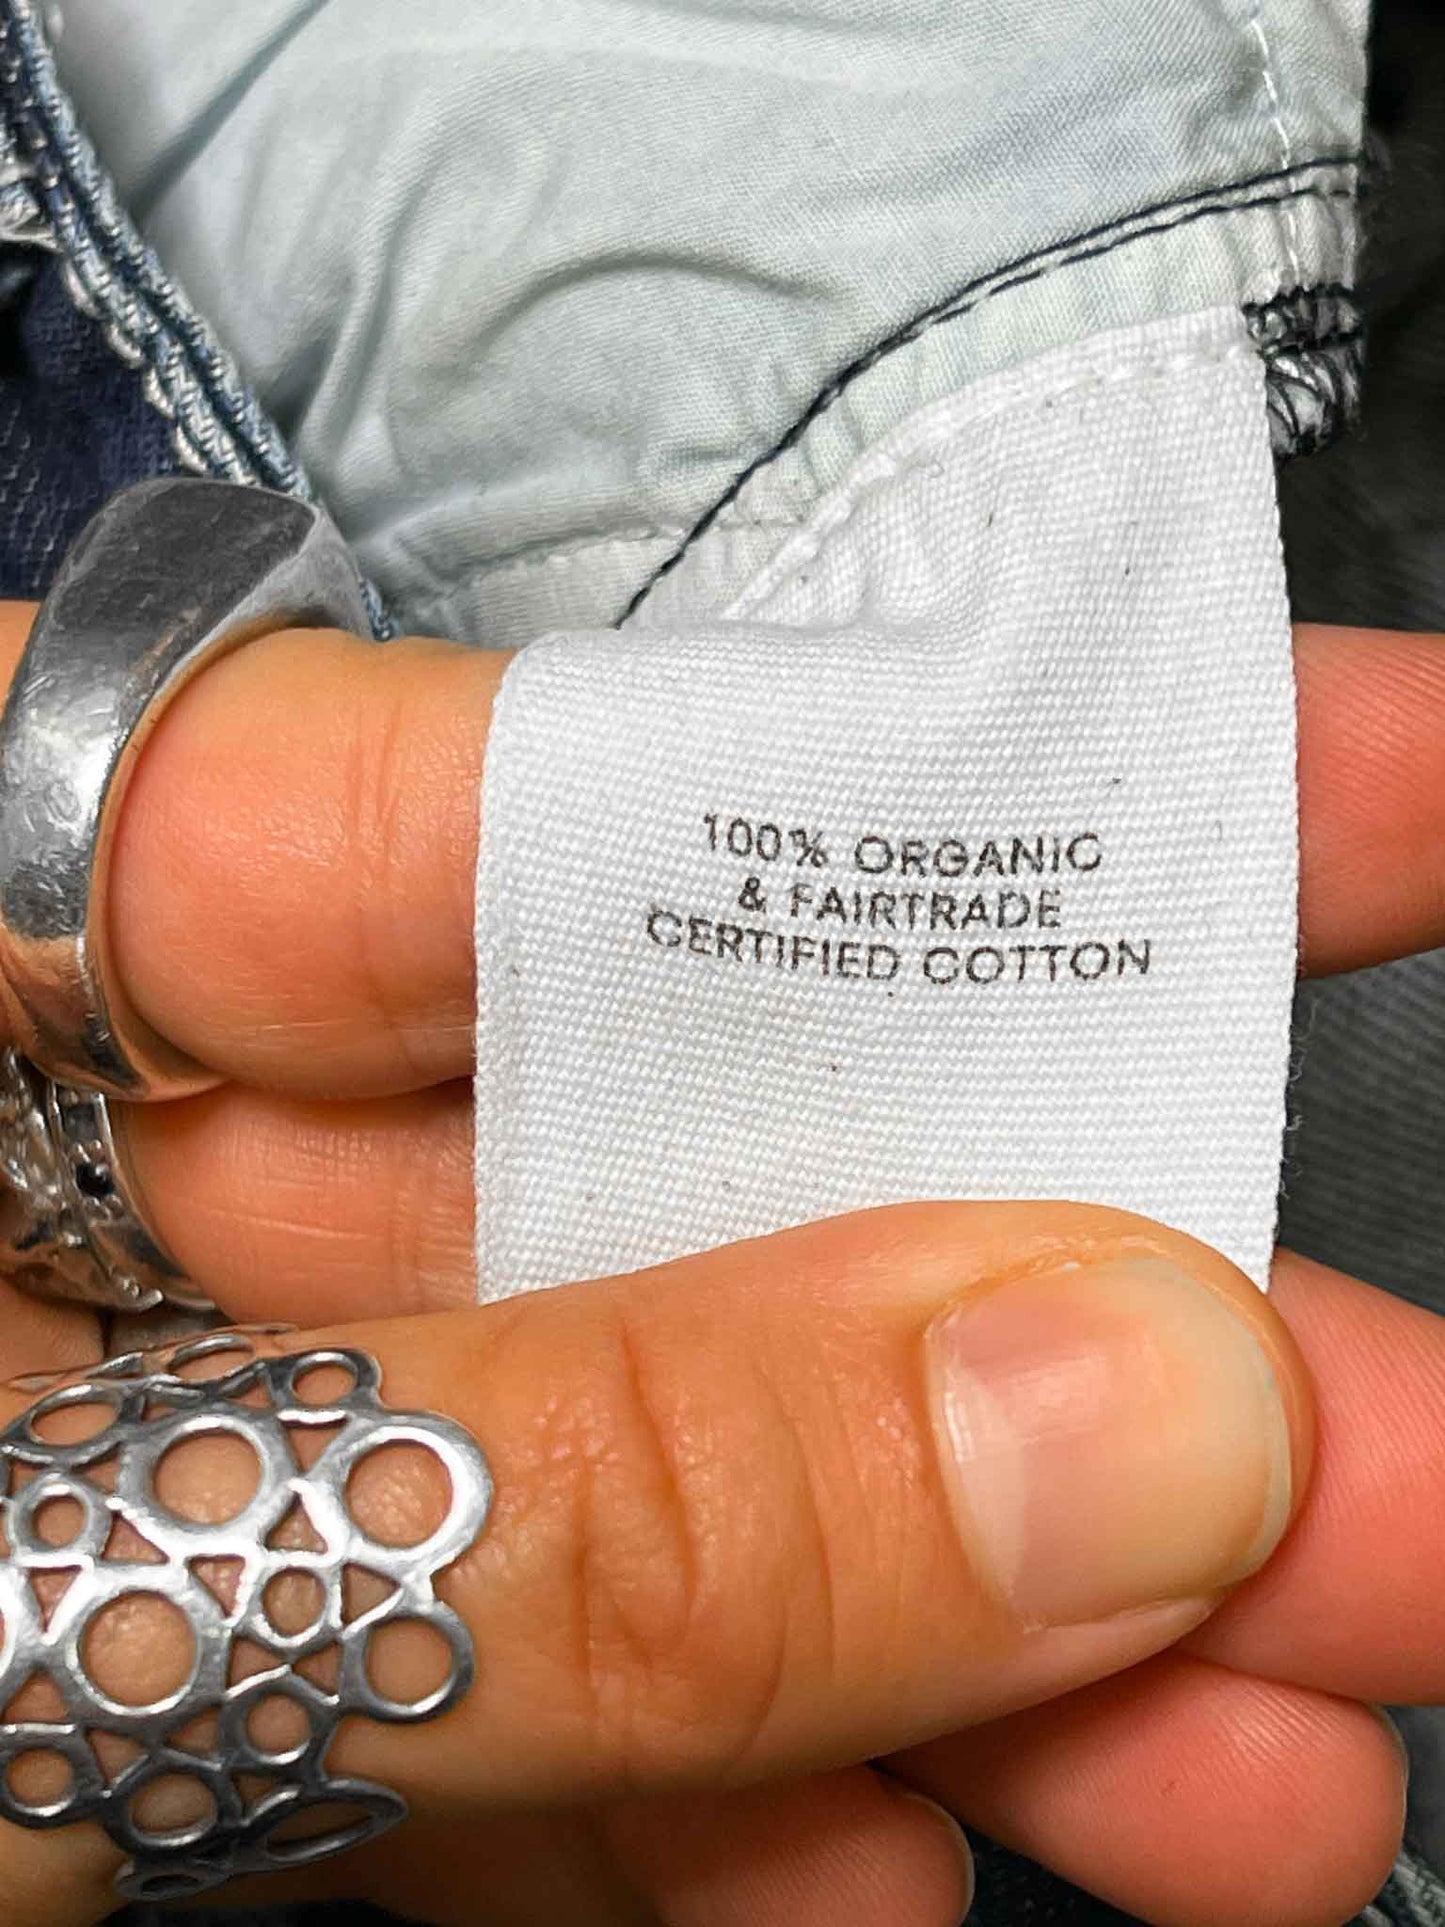 100% ORGANIC
& FAIRTRADE
CERTIFIED COTTON